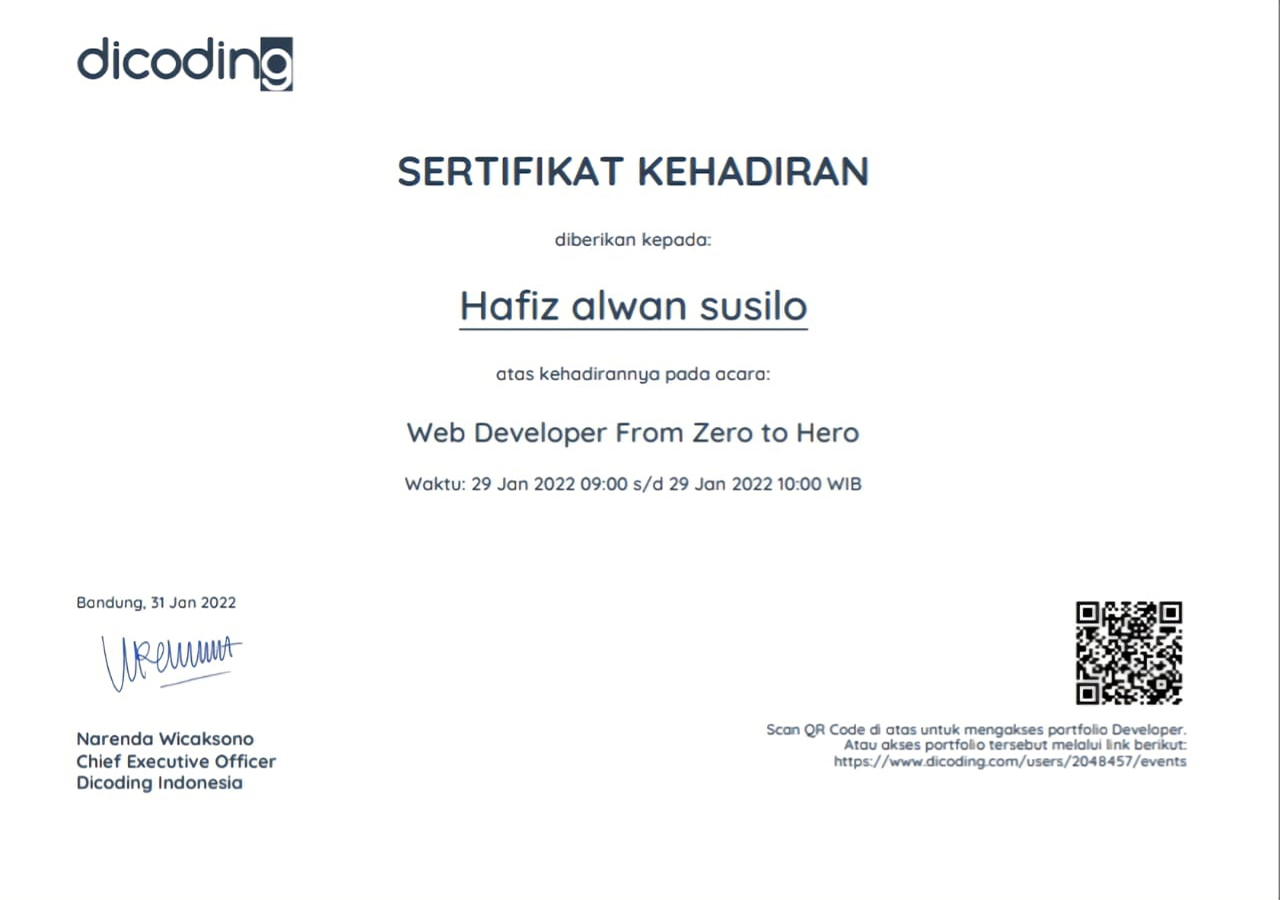 dicoding
SERTIFIKAT KEHADIRAN
diberikan kepada:
Hafiz alwan susilo
atas kehadirannya pada acara:
Web Developer From Zero to Hero
Waktu: 29 Jan 2022 09:00 s/d 29 Jan 2022 10:00 WIB
Bandung, 31 Jan 2022
Narenda Wicaksono
Chief Executive Officer
Dicoding Indonesia
Scan QR Code di atas untuk mengakses portfolio Developer.
Atau akses portfolio tersebut melalui link berikut:
https://www.dicoding.com/users/2048457/events